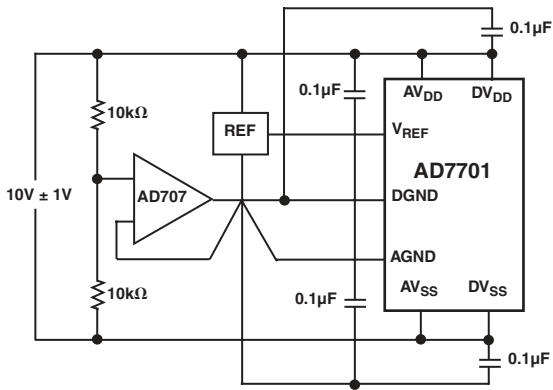 0.1µF
0.1µF
AVDD
DVDD
10kΩ
REF
VREF
AD7701
10V ± 1V
AD707
DGND
AGND
10kΩ
0.1µF
AVSS
DVSS
0.1µF